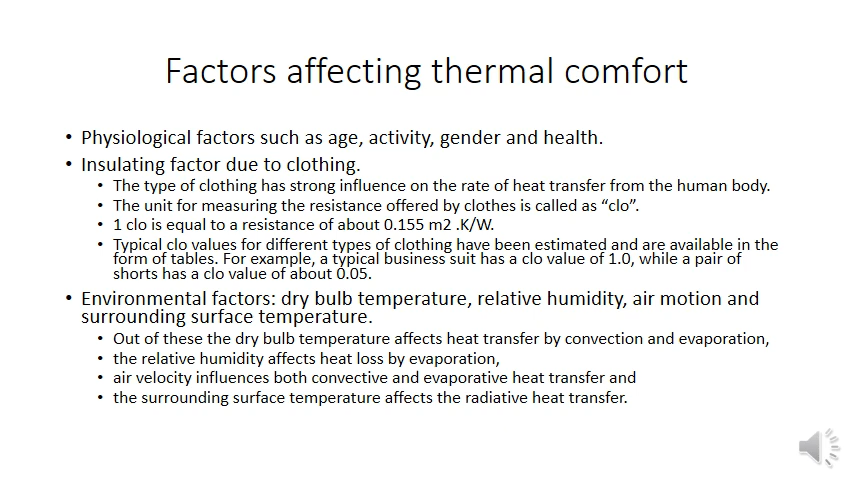 Factors affecting thermal comfort
• Physiological factors such as age, activity, gender and health.
• Insulating factor due to clothing.
• The type of clothing has strong influence on the rate of heat transfer from the human body.
• The unit for measuring the resistance offered by clothes is called as “clo”.
• 1 clo is equal to a resistance of about 0.155 m2 .K/W.
• Typical clo values for different types of clothing have been estimated and are available in the
form of tables. For example, a typical business suit has a clo value of 1.0, while a pair of
shorts has a clo value of about 0.05.
• Environmental factors: dry bulb temperature, relative humidity, air motion and
surrounding surface temperature.
• Out of these the dry bulb temperature affects heat transfer by convection and evaporation,
• the relative humidity affects heat loss by evaporation,
• air velocity influences both convective and evaporative heat transfer and
• the surrounding surface temperature affects the radiative heat transfer.